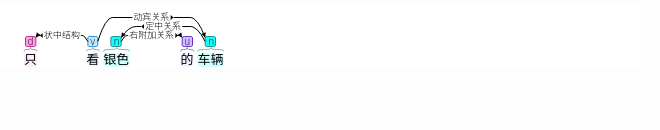 动宾关系
定中关系
状中结构 右附加关系
d v n u n
只 看 银色 的 车辆